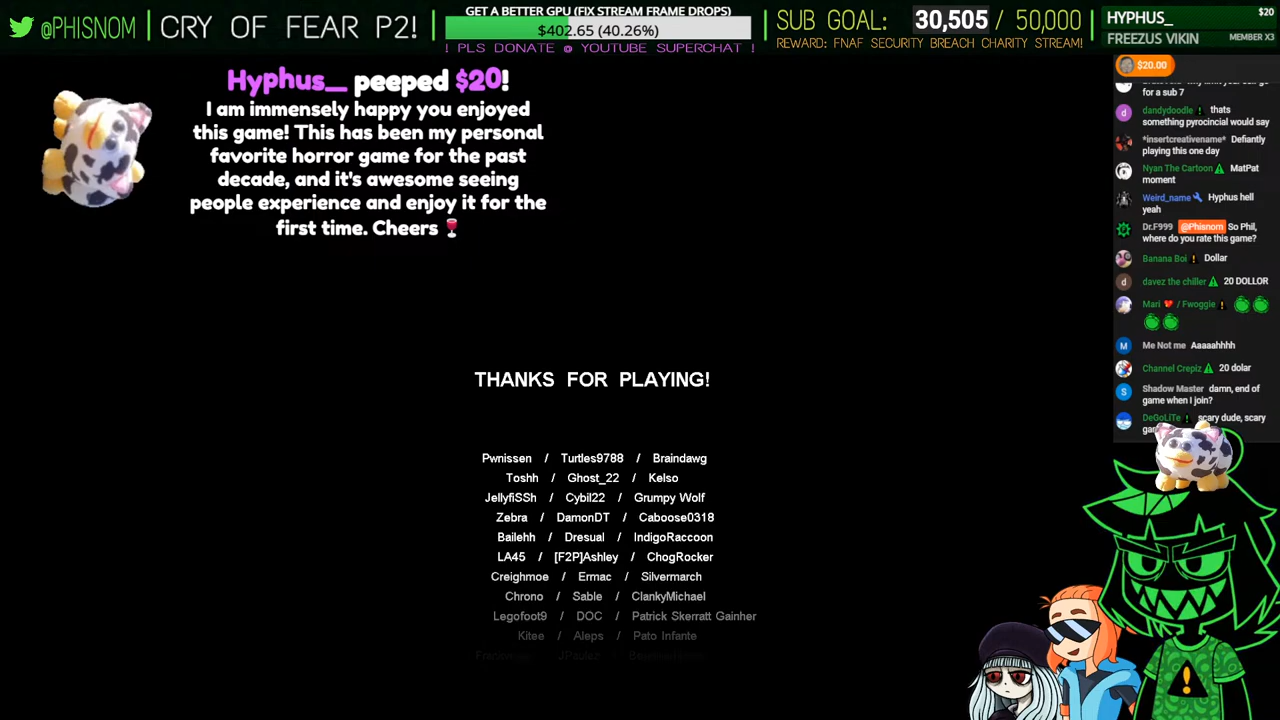 @PHISNOM
CRY OF FEAR P2!
GET A BETTER GPU (FIX STREAM FRAME DROPS)
$402.65 (40.26%)
! PLS DONATE @ YOUTUBE SUPERCHAT !
SUB GOAL: 30,505 / 50,000
REWARD: FNAF SECURITY BREACH CHARITY STREAM!
HYPHUS_ $20
FREEZUS VIKIN MEMBER X3
Hyphus__ peeped $20!
I am immensely happy you enjoyed
this game! This has been my personal
favorite horror game for the past
decade, and it's awesome seeing
people experience and enjoy it for the
first time. Cheers 🍷
$20.00
for a sub 7
dandydoodle ! thats
something pyrocincial would say
*insertcreativename* Defiantly
playing this one day
Nyan The Cartoon MatPat
moment
Weird_name Hyphus hell
yeah
Dr.F999 @Phisnom So Phil,
where do you rate this game?
Banana Boi ! Dollar
davez the chiller 20 DOLLOR
Mari / Fwoggie !
Me Not me Aaaaahhhh
Channel Crepiz 20 dolar
Shadow Master damn, end of
game when I join?
DeGoLiTe ! scary dude, scary
THANKS FOR PLAYING!
Pwnissen / Turtles9788 / Braindawg
Toshh / Ghost_22 / Kelso
JellyfiSSh / Cybil22 / Grumpy Wolf
Zebra / DamonDT / Caboose0318
Bailehh / Dresual / IndigoRaccoon
LA45 / [F2P]Ashley / ChogRocker
Creighmoe / Ermac / Silvermarch
Chrono / Sable / ClankyMichael
Legofoot9 / DOC / Patrick Skerratt Gainher
Kitee / Aleps / Pato Infante